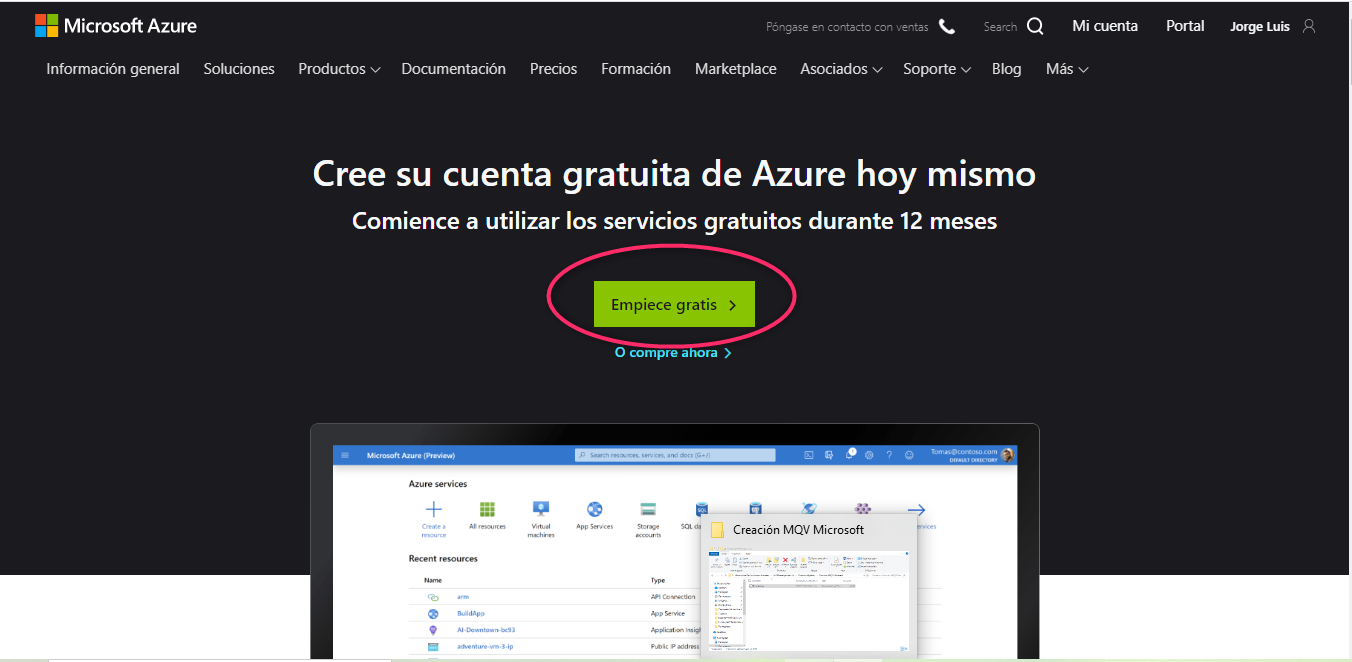 Microsoft Azure
Póngase en contacto con ventas
Search
Mi cuenta
Portal
Jorge Luis
Información general
Soluciones
Productos
Documentación
Precios
Formación
Marketplace
Asociados
Soporte
Blog
Más
Cree su cuenta gratuita de Azure hoy mismo
Comience a utilizar los servicios gratuitos durante 12 meses
Empiece gratis
O compre ahora
Microsoft Azure (Preview)
Search resources, services, and docs (G+/)
Tomas@contoso.com
DEFAULT DIRECTORY
Azure services
Create a
resource
All resources
Virtual
machines
App Services
Storage
accounts
SQL da
ervices
Creación MQV Microsoft
Recent resources
Name
Type
arm
API Connection
BuildApp
App Service
AI-Downtown-bc93
Application Insigh
adventure-vm-3-ip
Public IP address